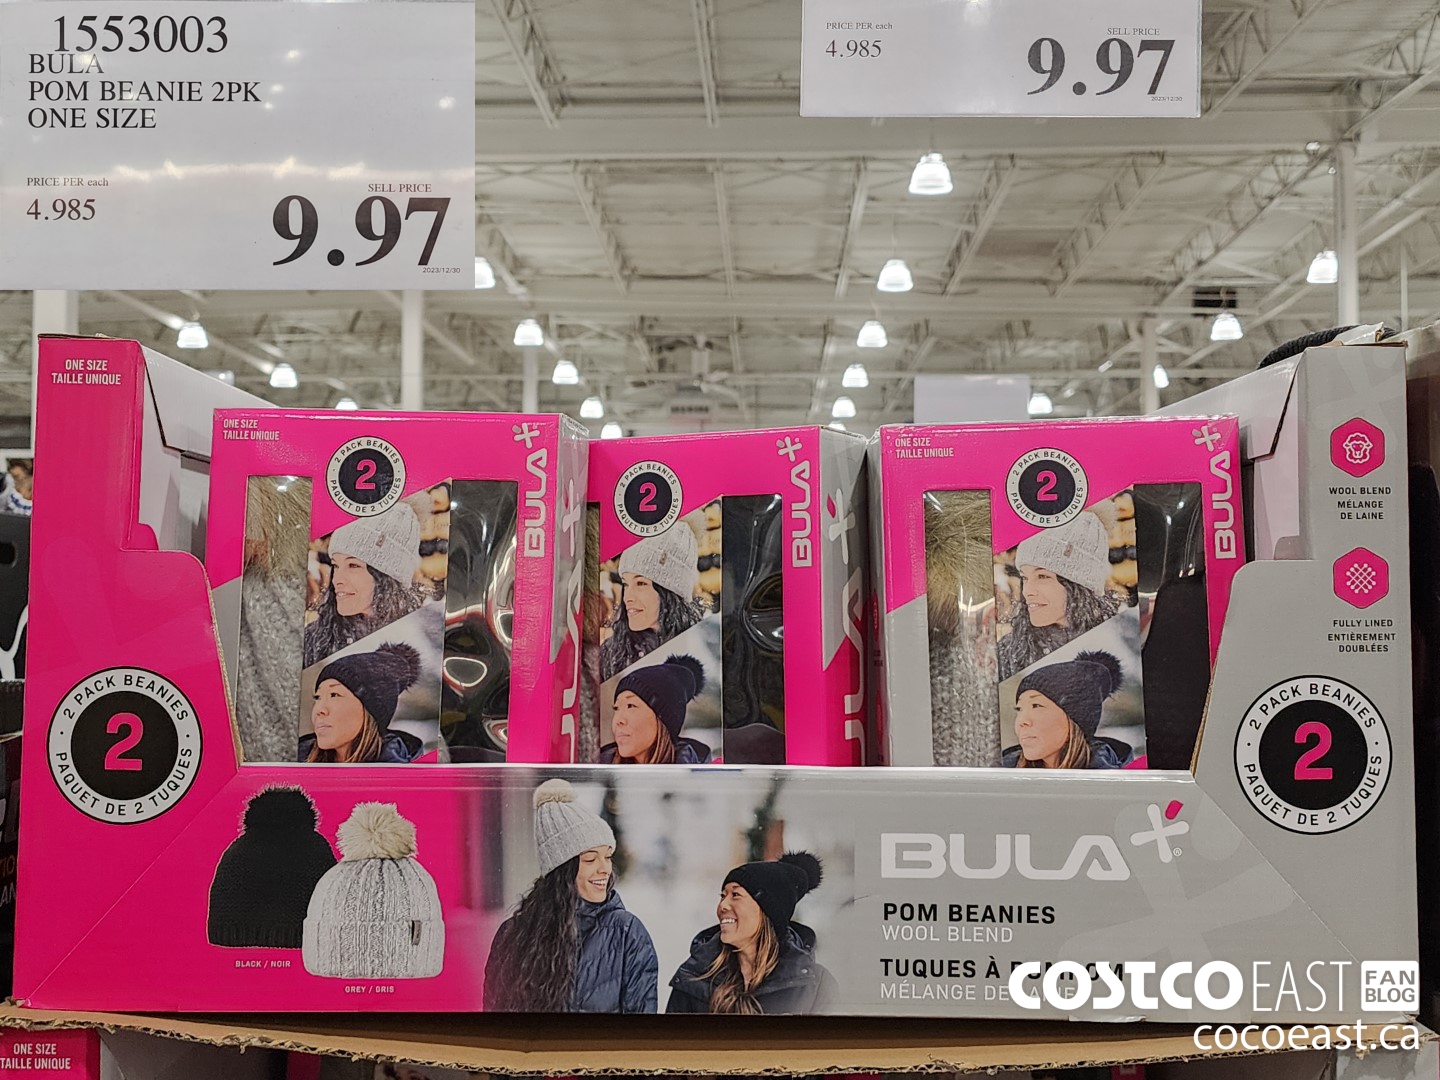 1553003
BULA
POM BEANIE 2PK
ONE SIZE
PRICE PER each
4.985
SELL PRICE
9.97
2023/12/30
PRICE PER each
4.985
SELL PRICE
9.97
2023/12/30
ONE SIZE
TAILLE UNIQUE
2 PACK BEANIES
2
PAQUET DE 2 TUQUES
ONE SIZE
TAILLE UNIQUE
2 PACK BEANIES
2
PAQUET DE 2 TUQUES
BULA
2 PACK BEANIES
2
PAQUET DE 2 TUQUES
BULA
ONE SIZE
TAILLE UNIQUE
2 PACK BEANIES
2
PAQUET DE 2 TUQUES
BULA
WOOL BLEND
MÉLANGE
DE LAINE
FULLY LINED
ENTIÈREMENT
DOUBLÉES
2 PACK BEANIES
2
PAQUET DE 2 TUQUES
BLACK / NOIR
GREY / GRIS
BULA®
POM BEANIES
WOOL BLEND
TUQUES À POMPOM
MÉLANGE DE LAINE
COSTCO EAST FAN
BLOG
cocoeast.ca
ONE SIZE
TAILLE UNIQUE